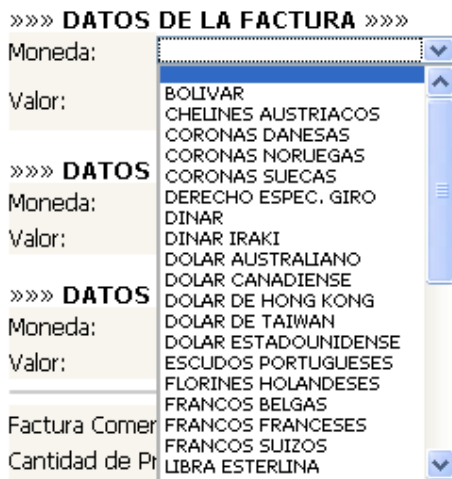 »»» DATOS DE LA FACTURA »»»
Moneda:
Valor:
BOLIVAR
CHELINES AUSTRIACOS
CORONAS DANESAS
CORONAS NORUEGAS
CORONAS SUECAS
DERECHO ESPEC. GIRO
DINAR
DINAR IRAKI
DOLAR AUSTRALIANO
DOLAR CANADIENSE
DOLAR DE HONG KONG
DOLAR DE TAIWAN
DOLAR ESTADOUNIDENSE
ESCUDOS PORTUGUESES
FLORINES HOLANDESES
FRANCOS BELGAS
FRANCOS FRANCESES
FRANCOS SUIZOS
LIBRA ESTERLINA
»»» DATOS
Moneda:
Valor:
»»» DATOS
Moneda:
Valor:
Factura Comer
Cantidad de Pr